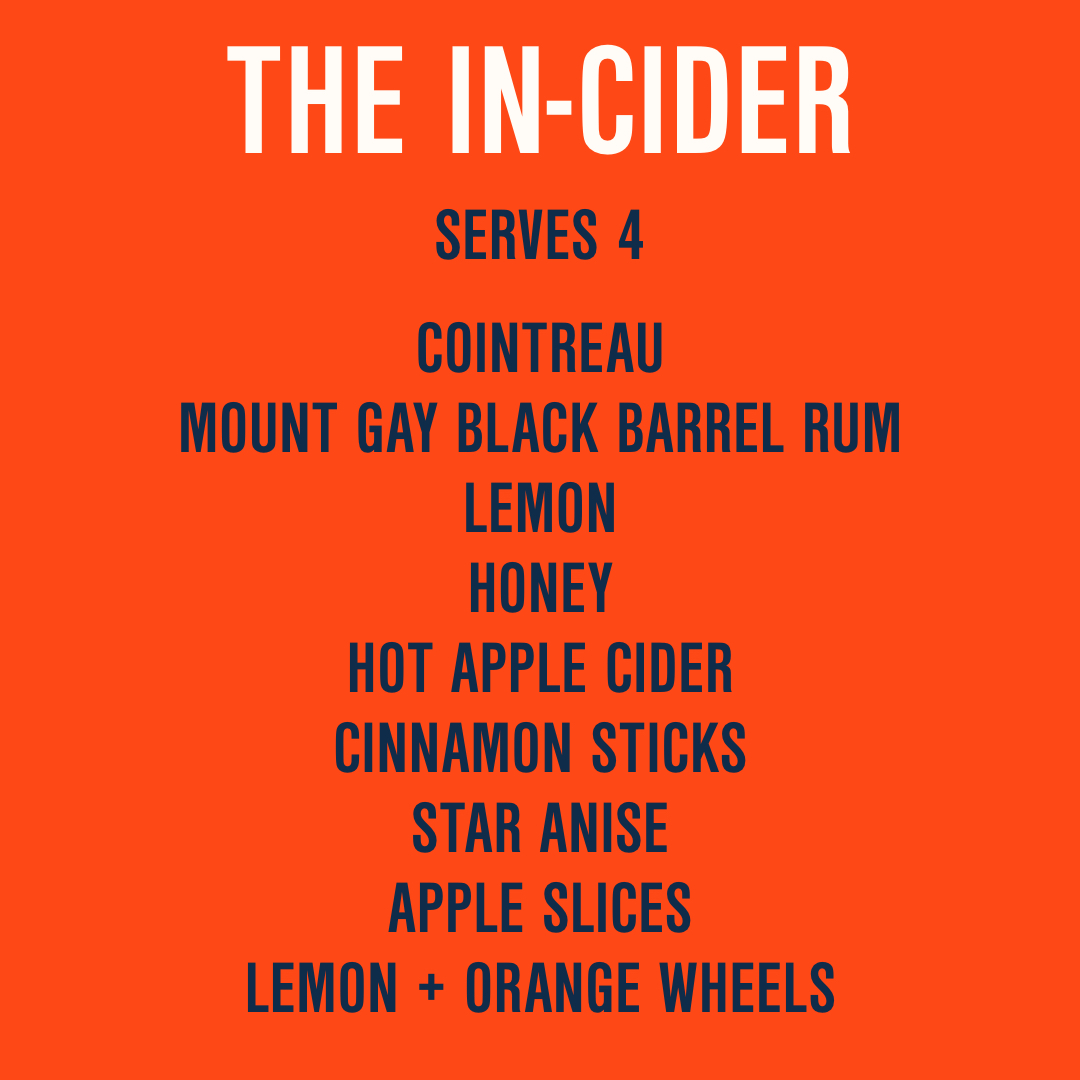 THE IN-CIDER
SERVES 4
COINTREAU
MOUNT GAY BLACK BARREL RUM
LEMON
HONEY
HOT APPLE CIDER
CINNAMON STICKS
STAR ANISE
APPLE SLICES
LEMON + ORANGE WHEELS